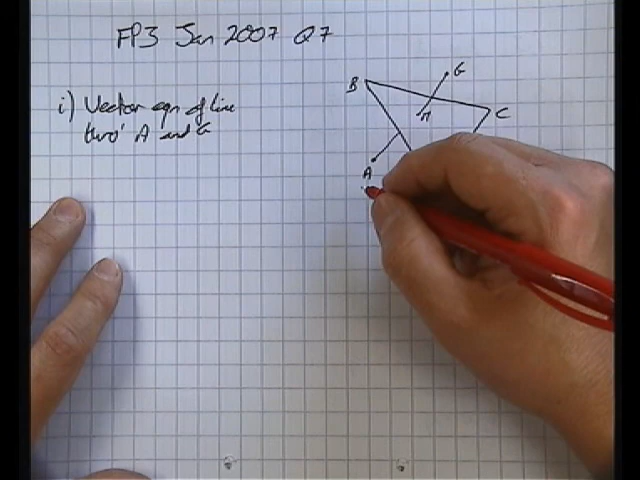 FP3 Jan 2007 Q7
i) Vector eqn of line
thro' A and G
B
G
M
C
A